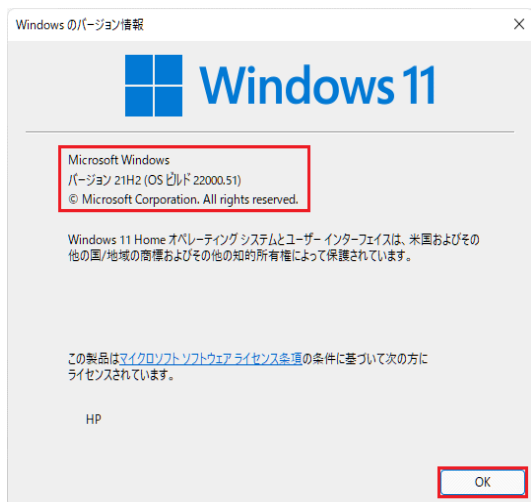 Windows のバージョン情報
Windows 11
Microsoft Windows
バージョン 21H2 (OS ビルド 22000.51)
© Microsoft Corporation. All rights reserved.
Windows 11 Home オペレーティング システムとユーザー インターフェイスは、米国およびその
他の国/地域の商標およびその他の知的所有権によって保護されています。
この製品はマイクロソフト ソフトウェア ライセンス条項の条件に基づいて次の方に
ライセンスされています。
HP
OK